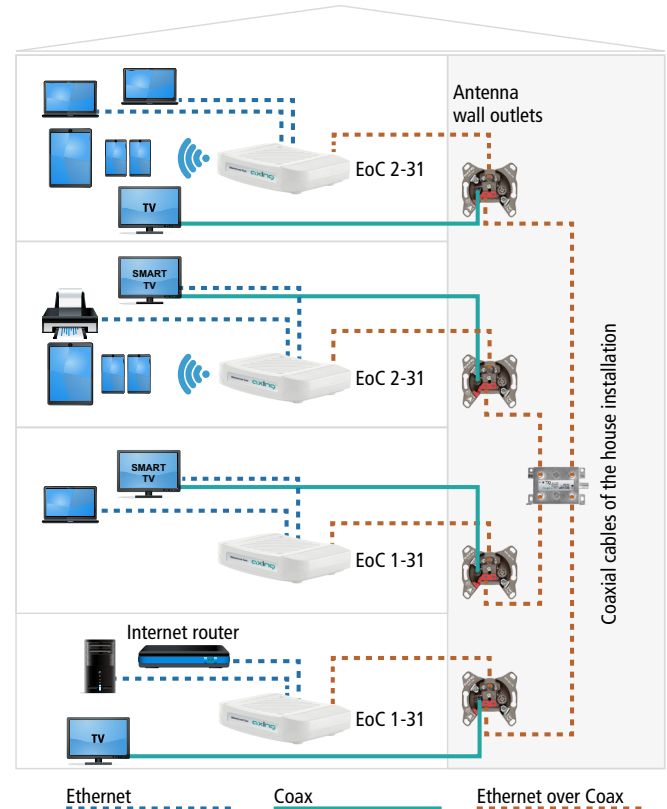 Antenna
wall outlets
EoC 2-31
TV
SMART
TV
EoC 2-31
Coaxial cables of the house installation
SMART
TV
EoC 1-31
Internet router
EoC 1-31
TV
Ethernet
Coax
Ethernet over Coax